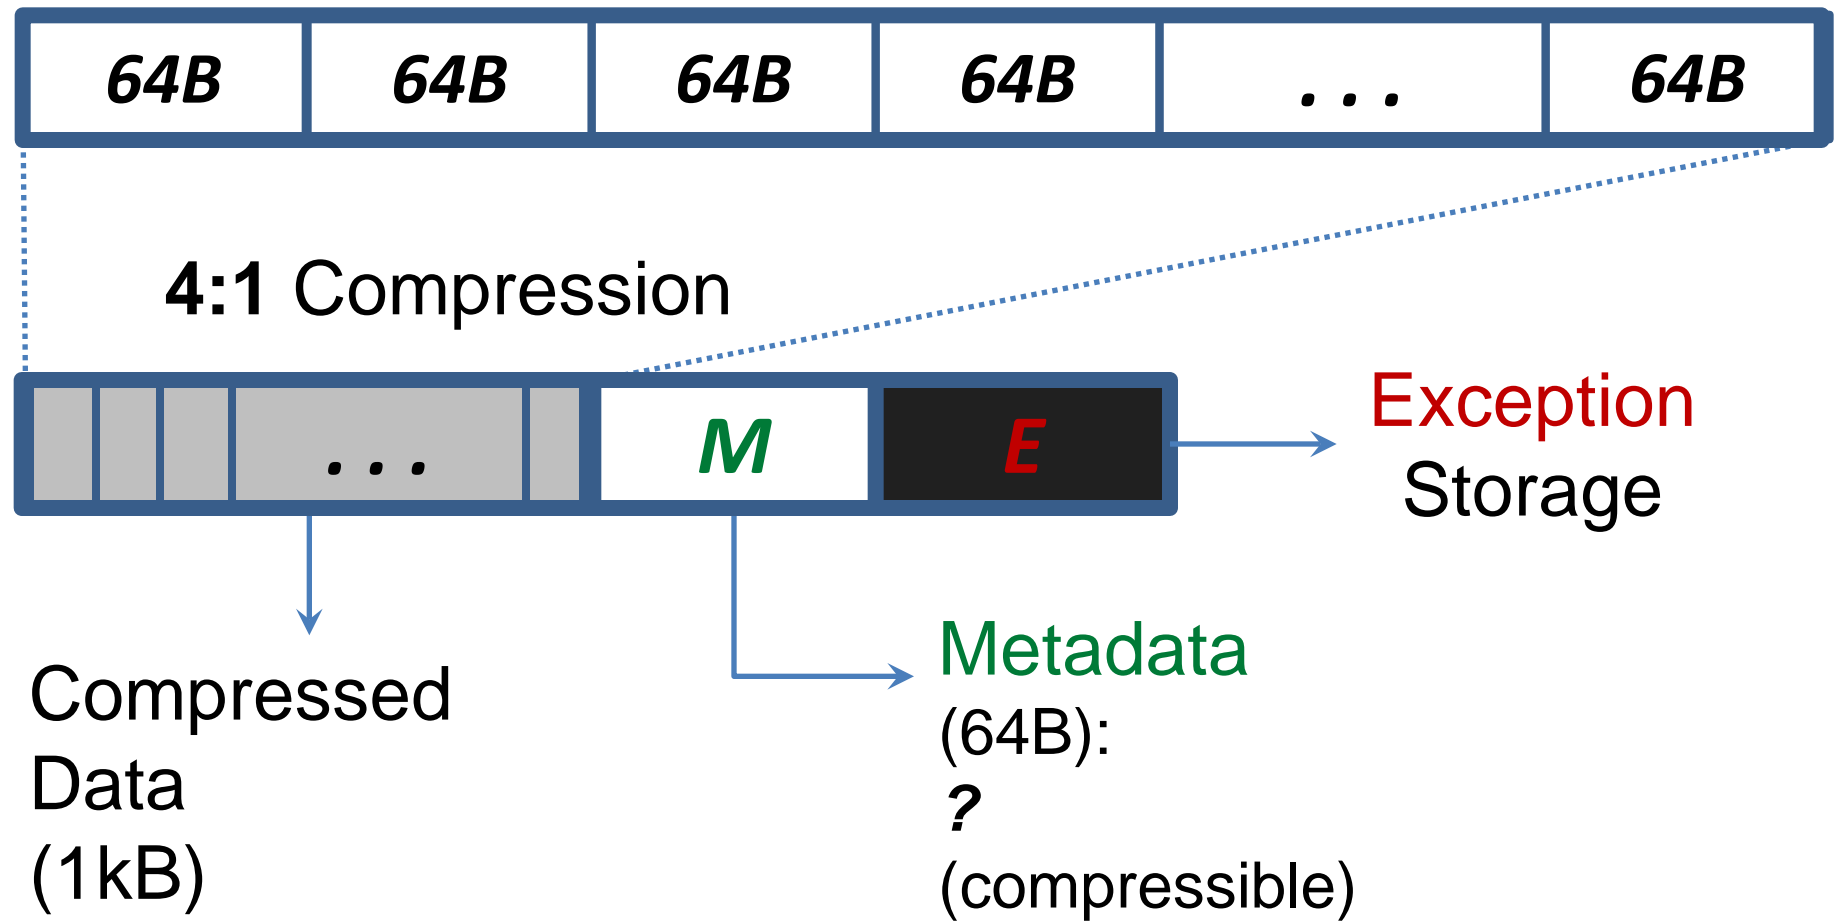 64B 64B 64B 64B . . . 64B
4:1 Compression
. . . M E
Exception
Storage
Compressed
Data
(1kB)
Metadata
(64B):
?
(compressible)